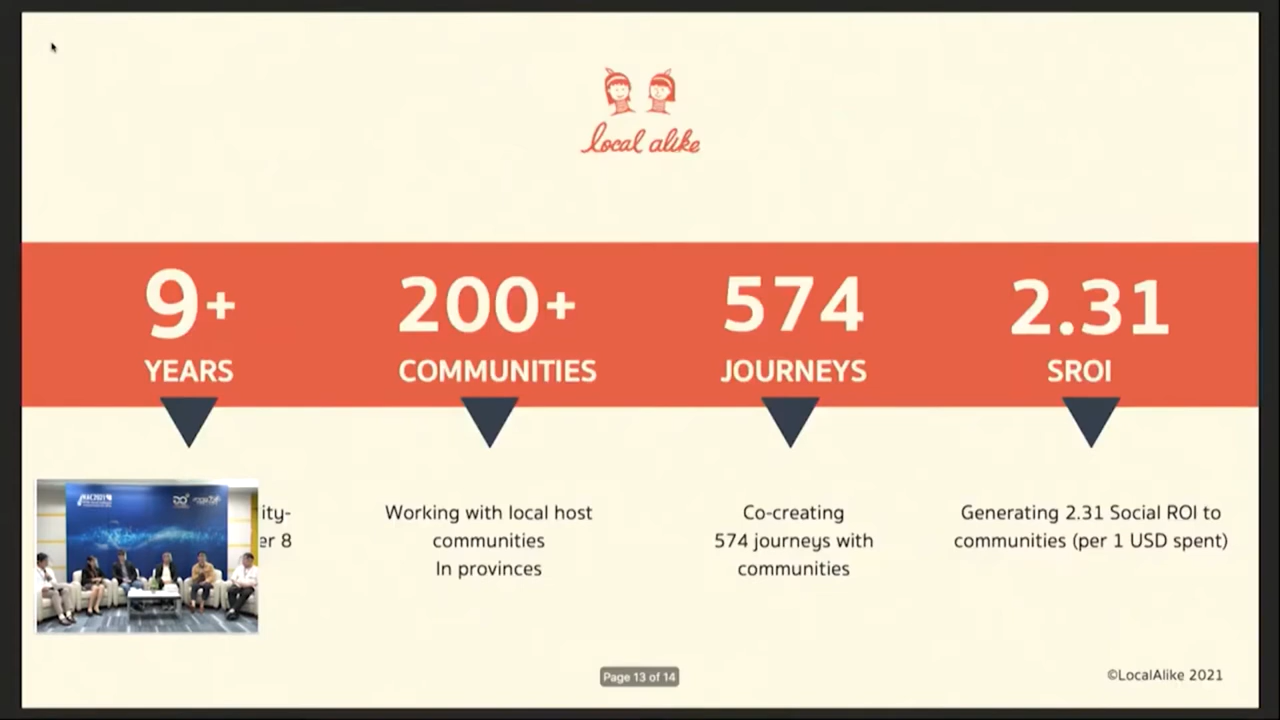 local alike
9+
YEARS
200+
COMMUNITIES
574
JOURNEYS
2.31
SROI
ity-
er 8
Working with local host
communities
In provinces
Co-creating
574 journeys with
communities
Generating 2.31 Social ROI to
communities (per 1 USD spent)
Page 13 of 14
©LocalAlike 2021